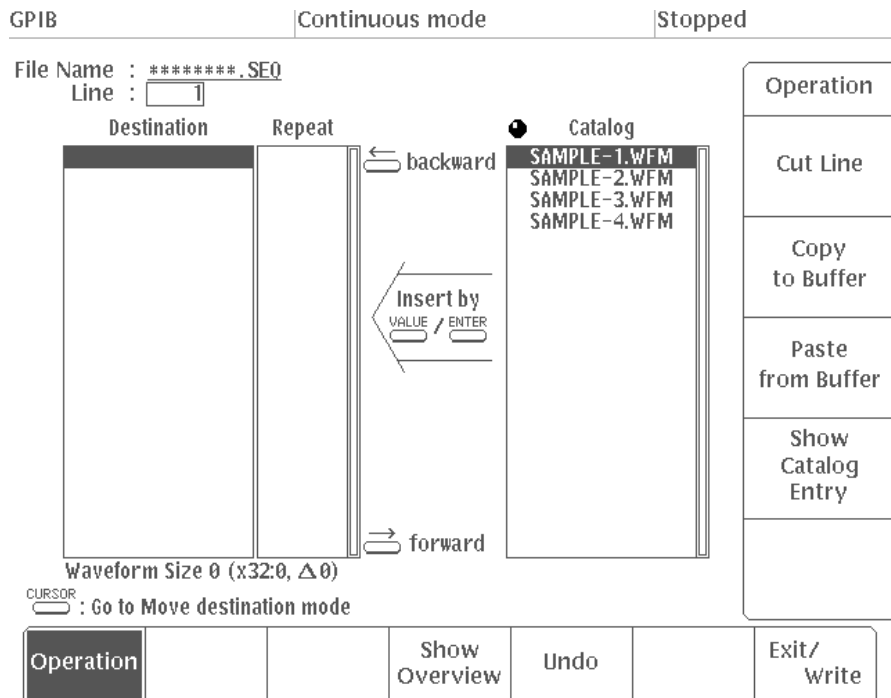 GPIB Continuous mode Stopped
File Name : ********.SEQ
Line : 1
Destination Repeat Catalog
← backward
SAMPLE-1.WFM
SAMPLE-2.WFM
SAMPLE-3.WFM
SAMPLE-4.WFM
Insert by
VALUE / ENTER
→ forward
Waveform Size 0 (x32:0, Δ0)
CURSOR : Go to Move destination mode
Operation
Cut Line
Copy
to Buffer
Paste
from Buffer
Show
Catalog
Entry
Operation
Show
Overview
Undo
Exit/
Write